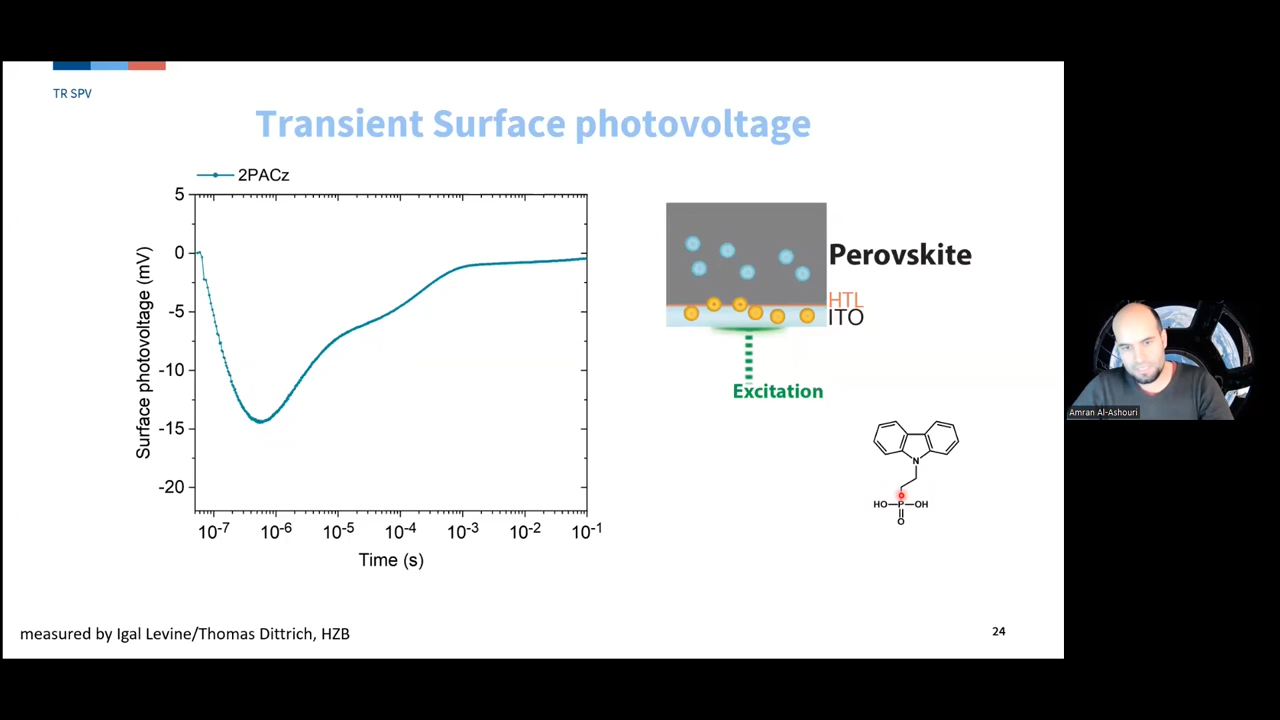 TR SPV
Transient Surface photovoltage
2PACz
5
0
-5
-10
-15
-20
Surface photovoltage (mV)
10-7
10-6
10-5
10-4
10-3
10-2
10-1
Time (s)
Perovskite
HTL
ITO
Excitation
N
HO P OH
O
Amran Al-Ashouri
measured by Igal Levine/Thomas Dittrich, HZB
24